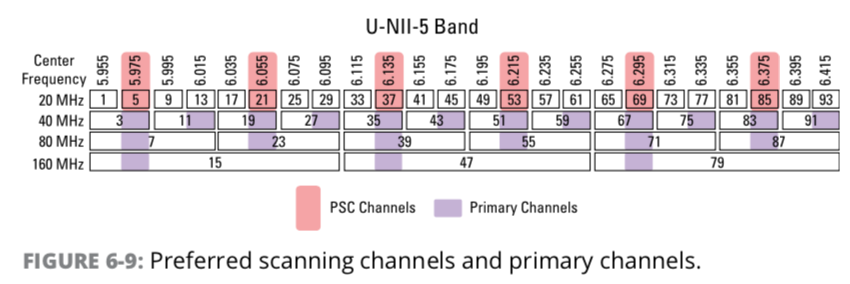 U-NII-5 Band
Center Frequency 5.955 5.975 5.995 6.015 6.035 6.055 6.075 6.095 6.115 6.135 6.155 6.175 6.195 6.215 6.235 6.255 6.275 6.295 6.315 6.335 6.355 6.375 6.395 6.415
20 MHz 1 5 9 13 17 21 25 29 33 37 41 45 49 53 57 61 65 69 73 77 81 85 89 93
40 MHz 3 11 19 27 35 43 51 59 67 75 83 91
80 MHz 7 23 39 55 71 87
160 MHz 15 47 79
PSC Channels Primary Channels
FIGURE 6-9: Preferred scanning channels and primary channels.